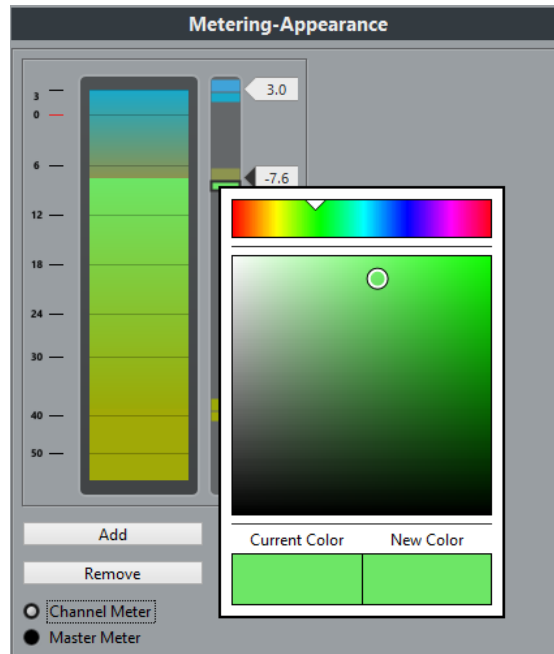 Metering-Appearance
3
0
6
12
18
24
30
40
50
3.0
-7.6
Add
Remove
Channel Meter
Master Meter
Current Color
New Color